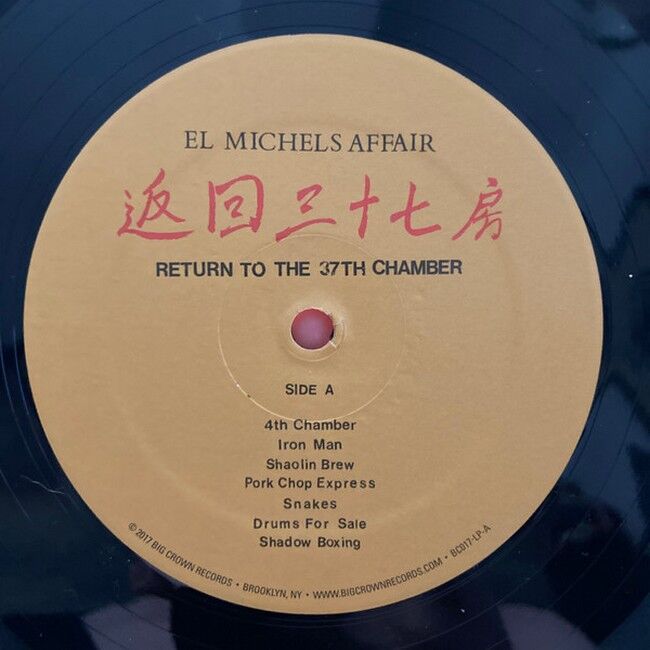 EL MICHELS AFFAIR
返回三十七房
RETURN TO THE 37TH CHAMBER
SIDE A
4th Chamber
Iron Man
Shaolin Brew
Pork Chop Express
Snakes
Drums For Sale
Shadow Boxing
© 2017 BIG CROWN RECORDS • BROOKLYN, NY • WWW.BIGCROWNRECORDS.COM • BC017-LP-A